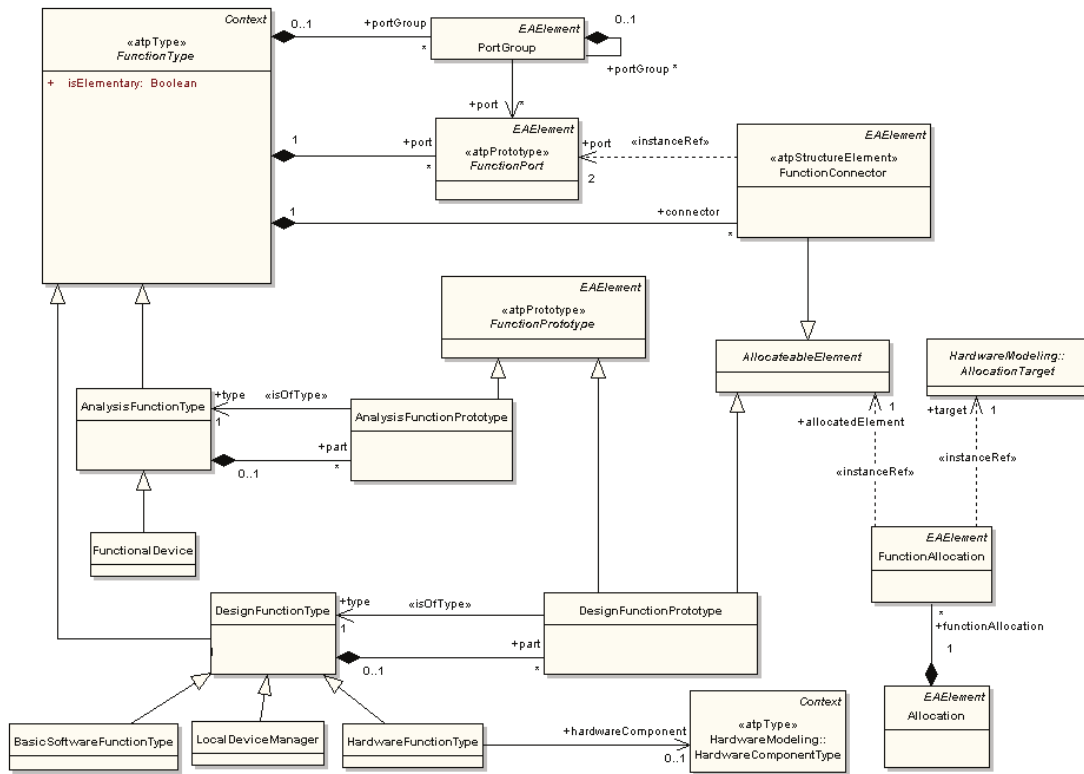 Context
«atpType»
FunctionType
+ isElementary: Boolean
0..1
+portGroup
*
EAElement
PortGroup
0..1
+portGroup *
+port
*
1
+port
*
EAElement
«atpPrototype»
FunctionPort
+port
2
«instanceRef»
EAElement
«atpStructureElement»
FunctionConnector
1
+connector
*
EAElement
«atpPrototype»
FunctionPrototype
AllocateableElement
HardwareModeling::
AllocationTarget
AnalysisFunctionType
+type
1
«isOfType»
AnalysisFunctionPrototype
+part
0..1
*
1
+allocatedElement
+target
1
«instanceRef»
«instanceRef»
FunctionalDevice
EAElement
FunctionAllocation
DesignFunctionType
+type
1
«isOfType»
DesignFunctionPrototype
+part
0..1
*
*
+functionAllocation
1
EAElement
Allocation
BasicSoftwareFunctionType
LocalDeviceManager
HardwareFunctionType
+hardwareComponent
0..1
Context
«atpType»
HardwareModeling::
HardwareComponentType